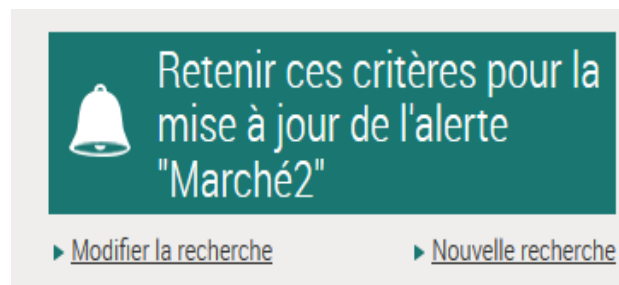 Retenir ces critères pour la
mise à jour de l'alerte
"Marché2"
Modifier la recherche
Nouvelle recherche